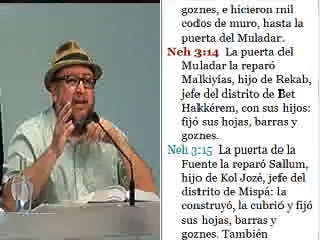 goznes, e hicieron mil
codos de muro, hasta la
puerta del Muladar.
Neh 3:14 La puerta del
Muladar la reparó
Malkiyías, hijo de Rekab,
jefe del distrito de Bet
Hakkérem, con sus hijos:
fijó sus hojas, barras y
goznes.
Neh 3:15 La puerta de la
Fuente la reparó Sallum,
hijo de Kol Jozé, jefe del
distrito de Mispá: la
construyó, la cubrió y fijó
sus hojas, barras y
goznes. También